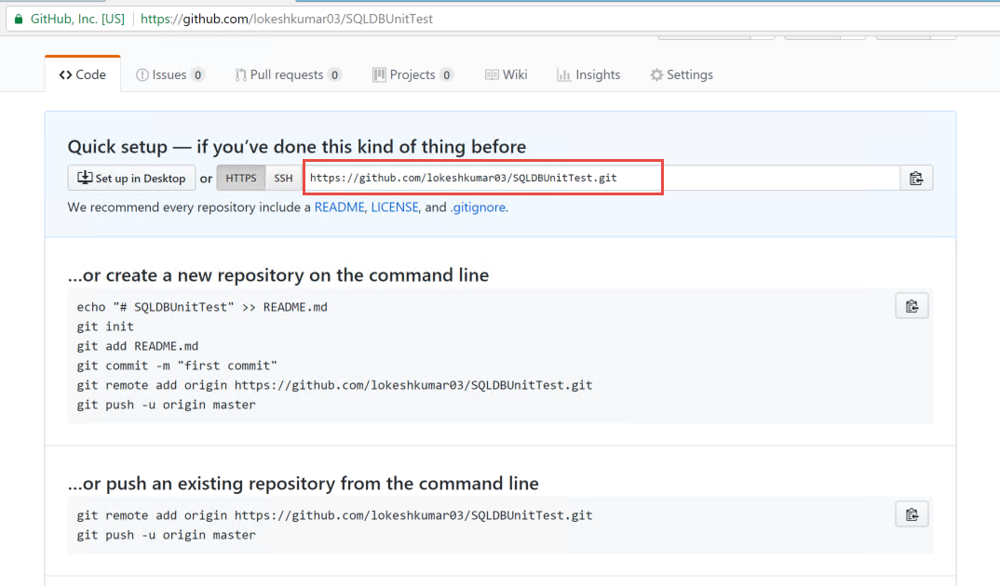 GitHub, Inc. [US] https://github.com/lokeshkumar03/SQLDBUnitTest
Code Issues 0 Pull requests 0 Projects 0 Wiki Insights Settings
Quick setup — if you’ve done this kind of thing before
Set up in Desktop or HTTPS SSH https://github.com/lokeshkumar03/SQLDBUnitTest.git
We recommend every repository include a README, LICENSE, and .gitignore.
…or create a new repository on the command line
echo "# SQLDBUnitTest" >> README.md
git init
git add README.md
git commit -m "first commit"
git remote add origin https://github.com/lokeshkumar03/SQLDBUnitTest.git
git push -u origin master
…or push an existing repository from the command line
git remote add origin https://github.com/lokeshkumar03/SQLDBUnitTest.git
git push -u origin master